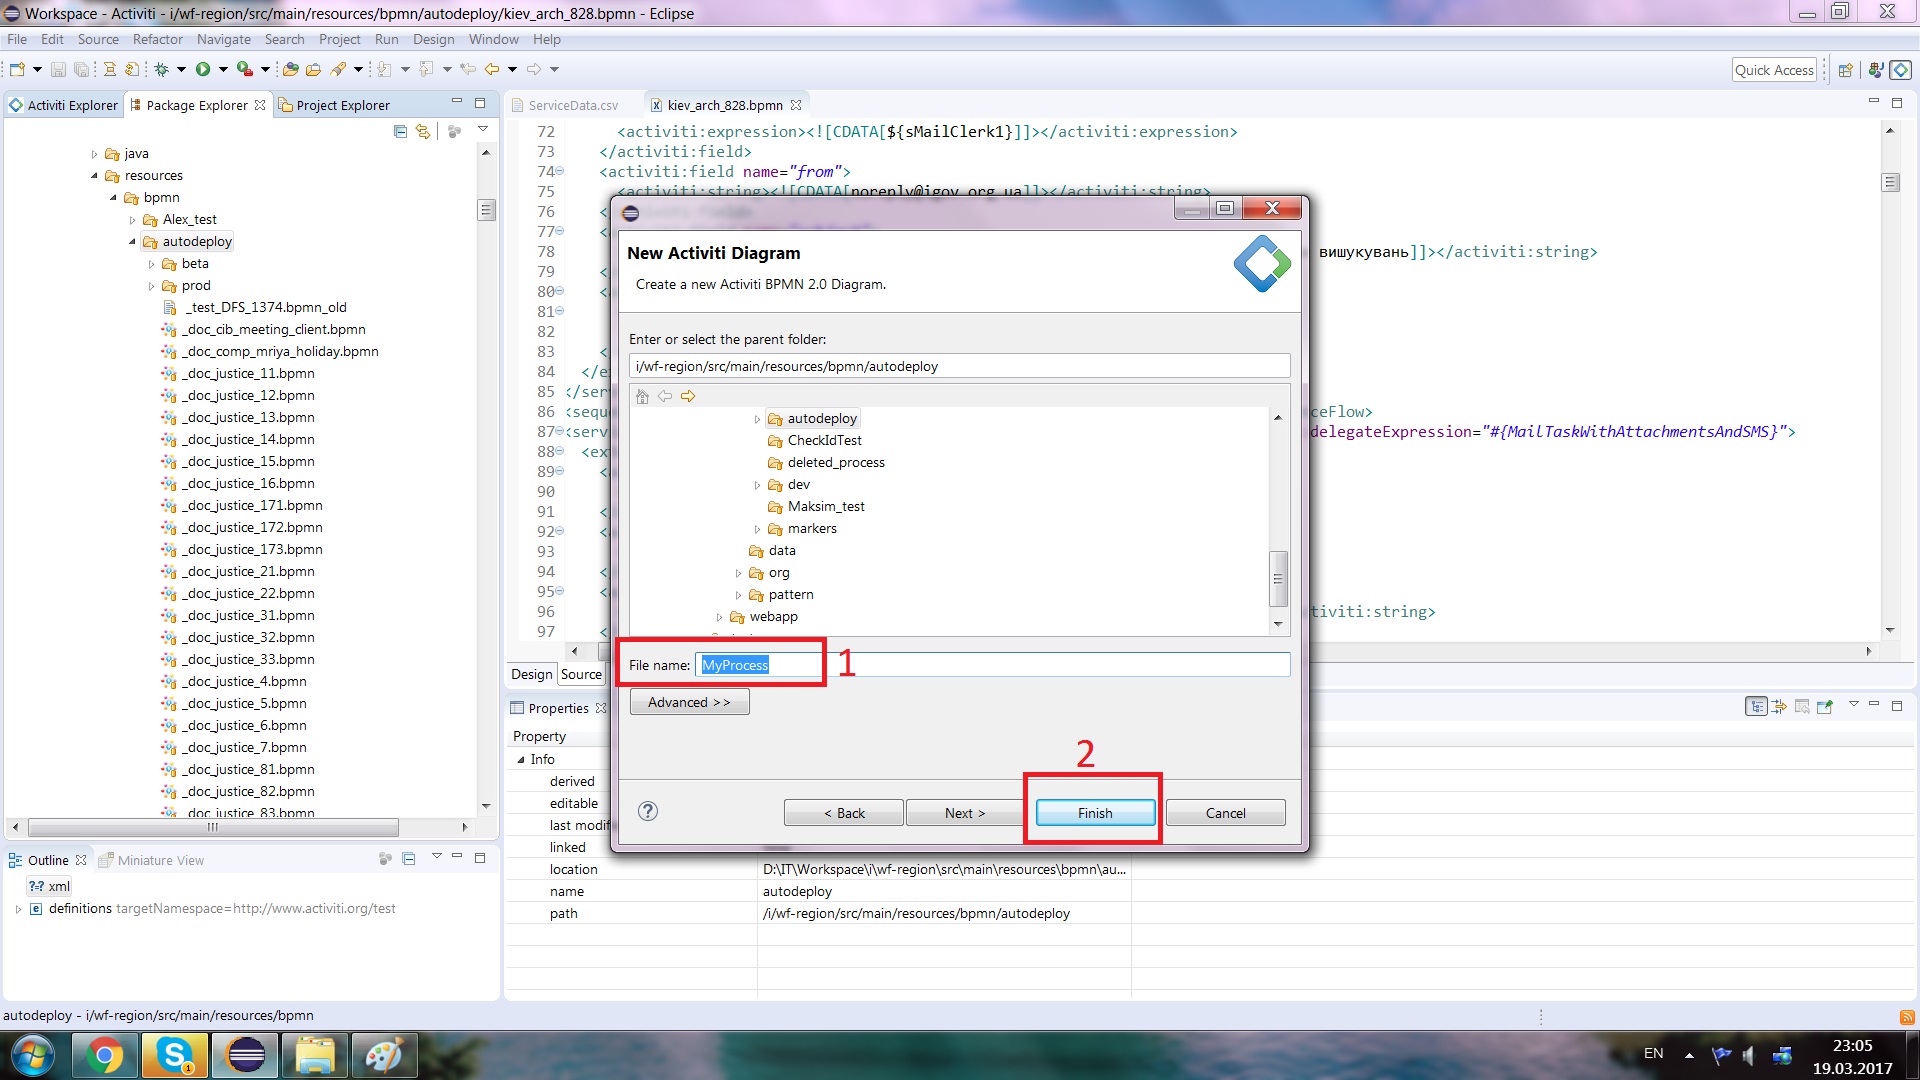 Workspace - Activiti - i/wf-region/src/main/resources/bpmn/autodeploy/kiev_arch_828.bpmn - Eclipse
File Edit Source Refactor Navigate Search Project Run Design Window Help
Quick Access
Activiti Explorer Package Explorer Project Explorer
java
resources
bpmn
Alex_test
autodeploy
beta
prod
_test_DFS_1374.bpmn_old
_doc_cib_meeting_client.bpmn
_doc_comp_mriya_holiday.bpmn
_doc_justice_11.bpmn
_doc_justice_12.bpmn
_doc_justice_13.bpmn
_doc_justice_14.bpmn
_doc_justice_15.bpmn
_doc_justice_16.bpmn
_doc_justice_171.bpmn
_doc_justice_172.bpmn
_doc_justice_173.bpmn
_doc_justice_21.bpmn
_doc_justice_22.bpmn
_doc_justice_31.bpmn
_doc_justice_32.bpmn
_doc_justice_33.bpmn
_doc_justice_4.bpmn
_doc_justice_5.bpmn
_doc_justice_6.bpmn
_doc_justice_7.bpmn
_doc_justice_81.bpmn
_doc_justice_82.bpmn
_doc_justice_83.bpmn
Outline Miniature View
xml
definitions targetNamespace=http://www.activiti.org/test
ServiceData.csv kiev_arch_828.bpmn
72 <activiti:expression><![CDATA[${sMailClerk1}]]></activiti:expression>
73 </activiti:field>
74 <activiti:field name="from">
75 <activiti:string><![CDATA[noreply@igov.org.ua]]></activiti:string>
76 <
77 <
78 вишукувань]]></activiti:string>
79 <
80 <
81
82
83 <
84 </e
85 </ser
86 <sequ ceFlow>
87 <serv delegateExpression="#{MailTaskWithAttachmentsAndSMS}">
88 <ex
89 <
90
91 <
92 <
93
94 <
95 <
96 tiviti:string>
97 <
Design Source
New Activiti Diagram
Create a new Activiti BPMN 2.0 Diagram.
Enter or select the parent folder:
i/wf-region/src/main/resources/bpmn/autodeploy
autodeploy
CheckIdTest
deleted_process
dev
Maksim_test
markers
data
org
pattern
webapp
File name: MyProcess 1
Advanced >>
2
< Back Next > Finish Cancel
Properties
Property
Info
derived
editable
last modif
linked
location D:\IT\Workspace\i\wf-region\src\main\resources\bpmn\au...
name autodeploy
path /i/wf-region/src/main/resources/bpmn/autodeploy
autodeploy - i/wf-region/src/main/resources/bpmn
EN
23:05
19.03.2017